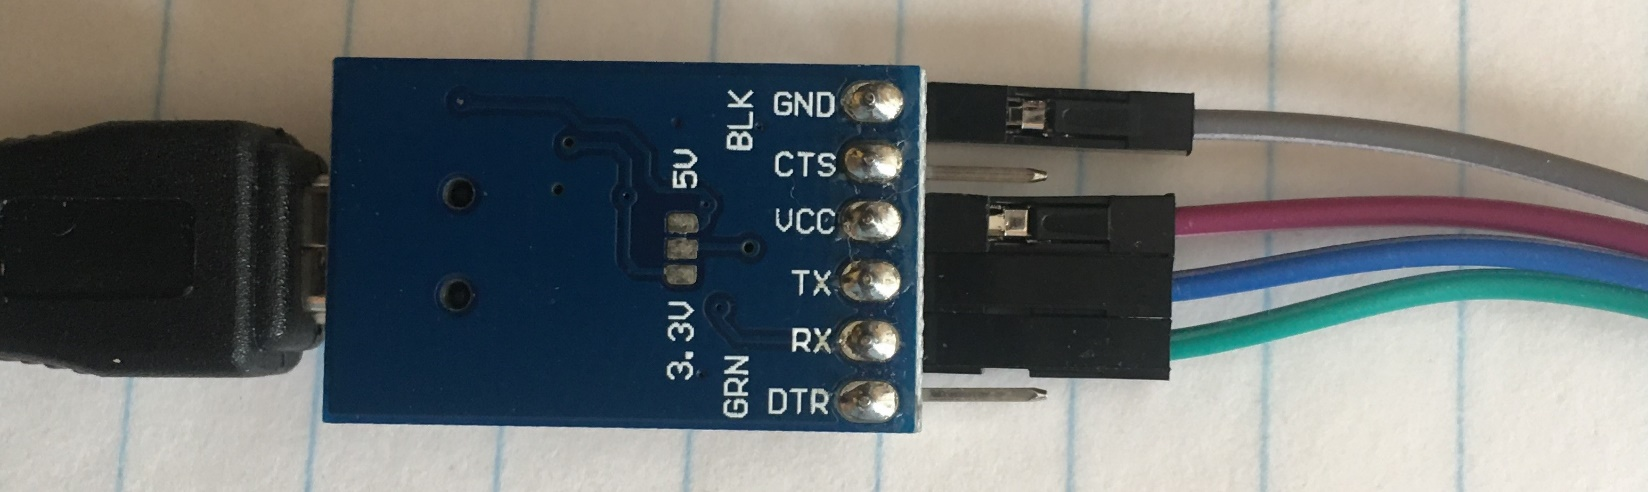 BLK
GND
CTS
5V
VCC
TX
3.3V
RX
GRN
DTR